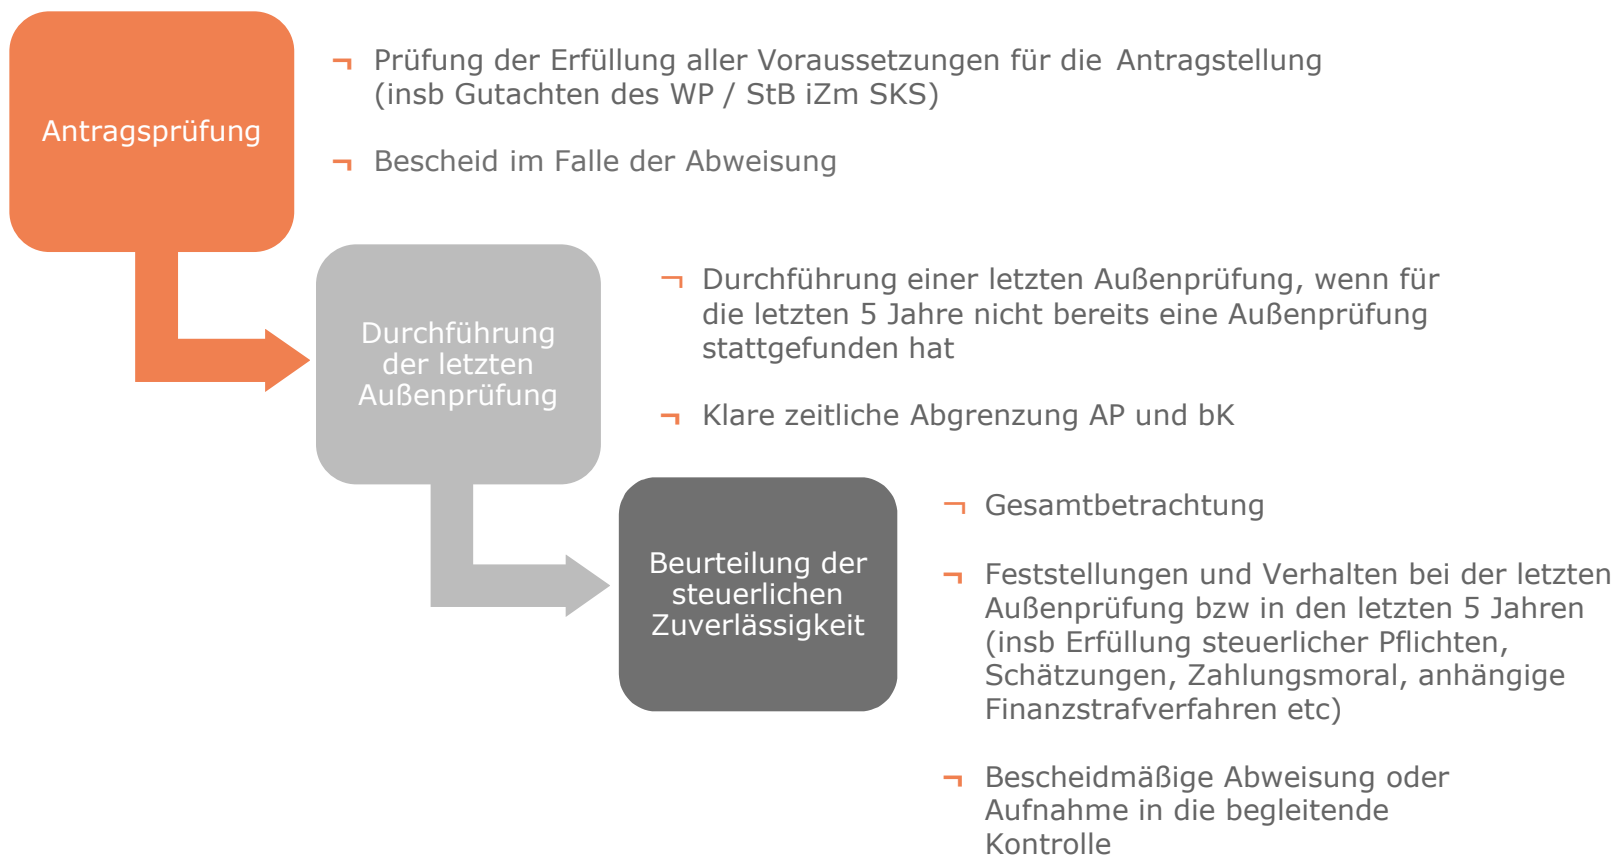 Antragsprüfung
¬ Prüfung der Erfüllung aller Voraussetzungen für die Antragstellung
(insb Gutachten des WP / StB iZm SKS)
¬ Bescheid im Falle der Abweisung
Durchführung
der letzten
Außenprüfung
¬ Durchführung einer letzten Außenprüfung, wenn für
die letzten 5 Jahre nicht bereits eine Außenprüfung
stattgefunden hat
¬ Klare zeitliche Abgrenzung AP und bK
Beurteilung der
steuerlichen
Zuverlässigkeit
¬ Gesamtbetrachtung
¬ Feststellungen und Verhalten bei der letzten
Außenprüfung bzw in den letzten 5 Jahren
(insb Erfüllung steuerlicher Pflichten,
Schätzungen, Zahlungsmoral, anhängige
Finanzstrafverfahren etc)
¬ Bescheidmäßige Abweisung oder
Aufnahme in die begleitende
Kontrolle